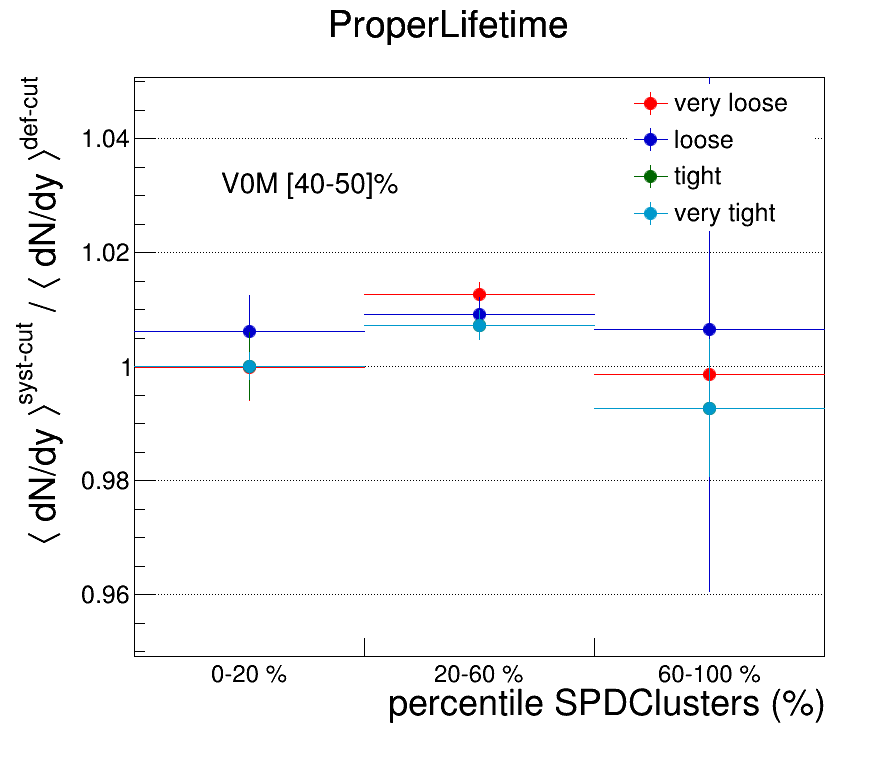 ProperLifetime
⟨ dN/dy ⟩^syst-cut / ⟨ dN/dy ⟩^def-cut
1.04
1.02
1
0.98
0.96
very loose
loose
tight
very tight
V0M [40-50]%
0-20 %
20-60 %
60-100 %
percentile SPDClusters (%)